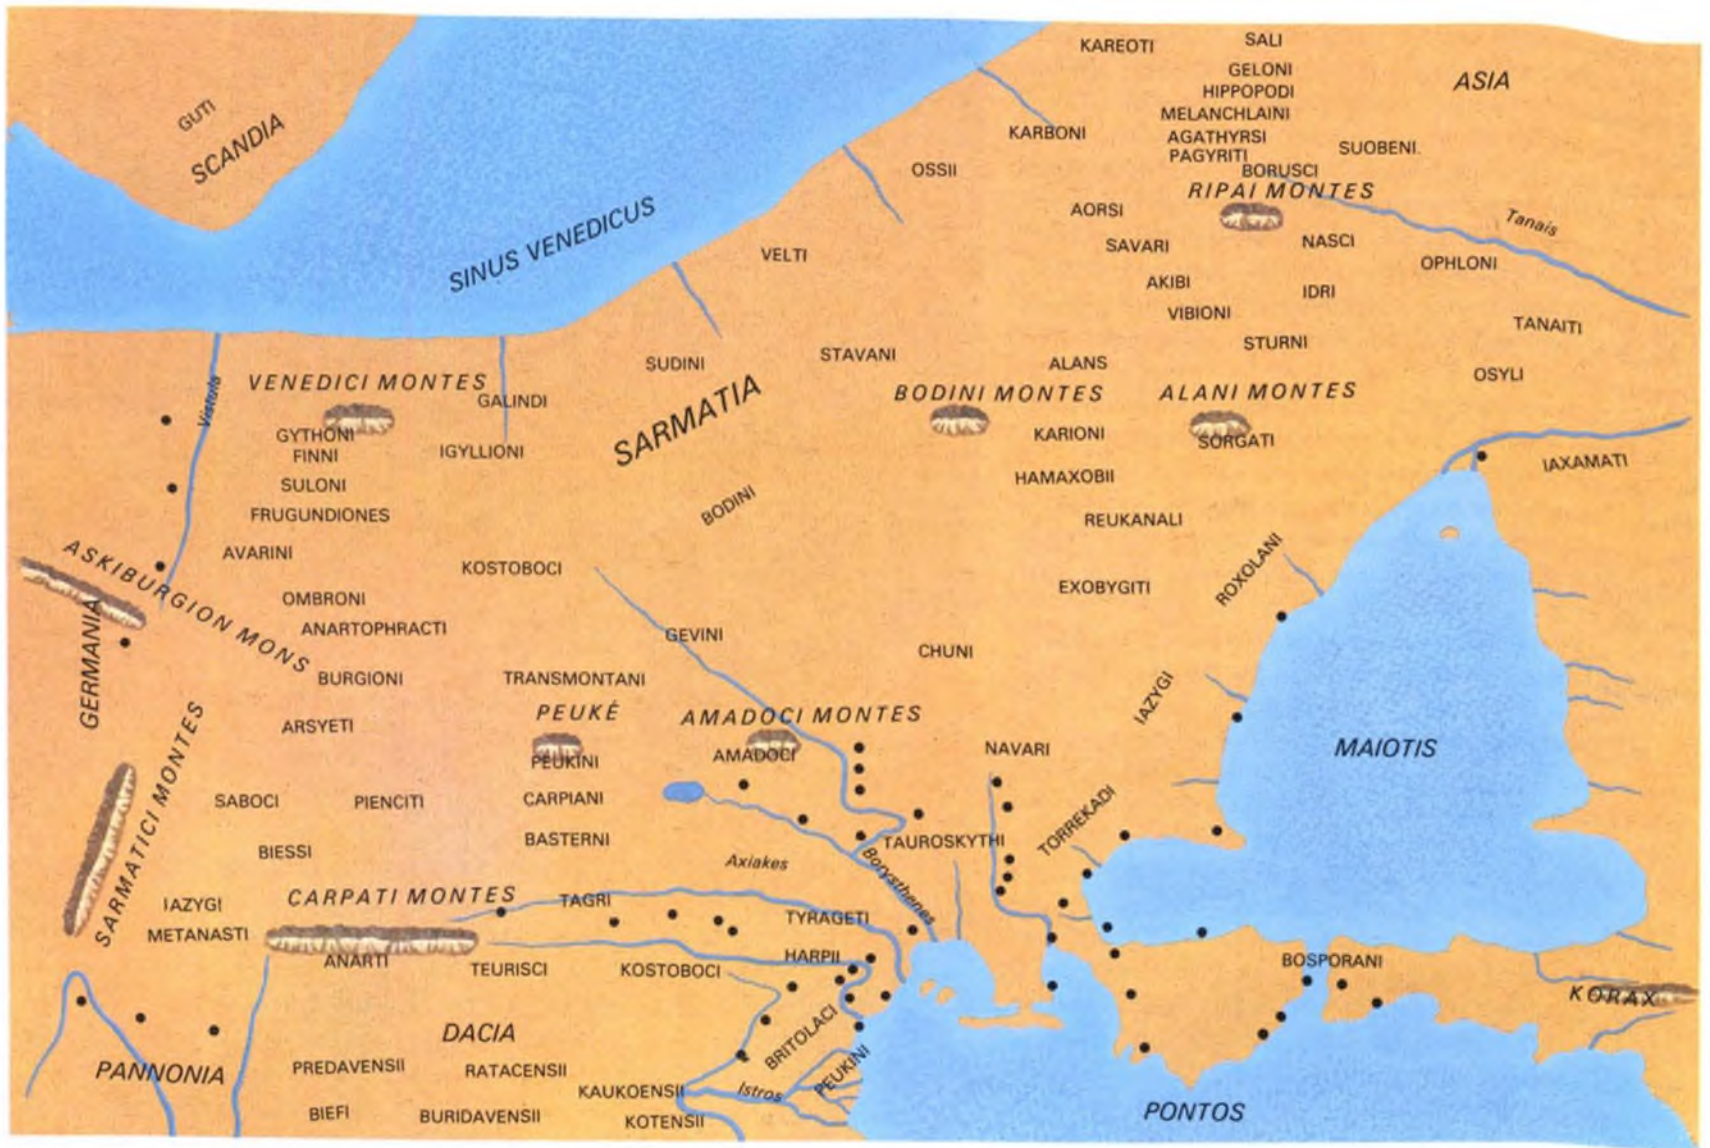 KAREOTI
SALI
GELONI
HIPPOPODI
MELANCHLAINI
AGATHYRSI
PAGYRITI
BORUSCI
RIPAI MONTES
ASIA
SUOBENI.
GUTI
SCANDIA
KARBONI
OSSII
SINUS VENEDICUS
AORSI
SAVARI
NASCI
Tanais
OPHLONI
VELTI
AKIBI
IDRI
VIBIONI
TANAITI
STURNI
SUDINI
STAVANI
ALANS
OSYLI
Vistula
VENEDICI MONTES
GALINDI
SARMATIA
BODINI MONTES
ALANI MONTES
GYTHONI
FINNI
IGYLLIONI
KARIONI
SORGATI
IAXAMATI
SULONI
HAMAXOBII
FRUGUNDIONES
BODINI
REUKANALI
AVARINI
ASKIBURGION MONS
KOSTOBOCI
ROXOLANI
EXOBYGITI
OMBRONI
ANARTOPHRACTI
GEVINI
GERMANIA
CHUNI
BURGIONI
TRANSMONTANI
IAZYGI
PEUKÉ
AMADOCI MONTES
ARSYETI
PEUKINI
AMADOCI
NAVARI
MAIOTIS
SARMATICI MONTES
SABOCI
PIENCITI
CARPIANI
TORREKADI
BASTERNI
TAUROSKYTHI
BIESSI
Axiakes
Borysthenes
CARPATI MONTES
IAZYGI
METANASTI
TAGRI
TYRAGETI
ANARTI
TEURISCI
KOSTOBOCI
HARPII
BOSPORANI
KORAX
DACIA
BRITOLACI
PANNONIA
PREDAVENSII
RATACENSII
PEUKINI
KAUKOENSII
Istros
BIEFI
BURIDAVENSII
KOTENSII
PONTOS